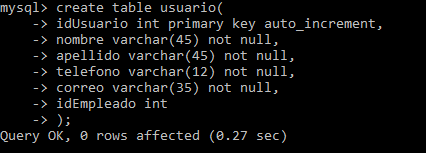 mysql> create table usuario(
    -> idUsuario int primary key auto_increment,
    -> nombre varchar(45) not null,
    -> apellido varchar(45) not null,
    -> telefono varchar(12) not null,
    -> correo varchar(35) not null,
    -> idEmpleado int
    -> );
Query OK, 0 rows affected (0.27 sec)